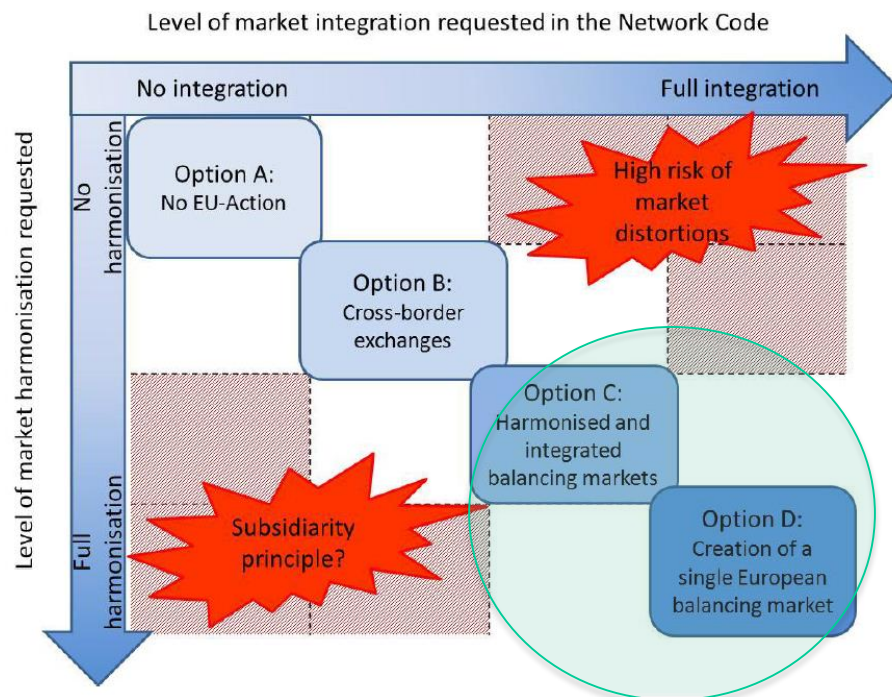 Level of market integration requested in the Network Code
No integration
Full integration
Level of market harmonisation requested
No
harmonisation
Full
harmonisation
Option A:
No EU-Action
High risk of
market
distortions
Option B:
Cross-border
exchanges
Option C:
Harmonised and
integrated
balancing markets
Subsidiarity
principle?
Option D:
Creation of a
single European
balancing market